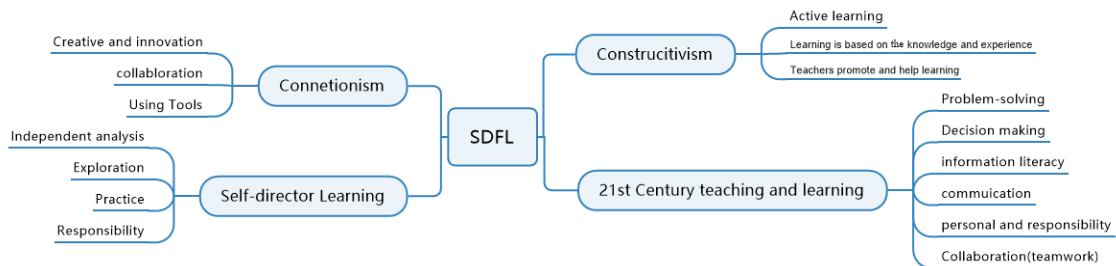 SDFL
Connetionism
Creative and innovation
collabloration
Using Tools
Self-director Learning
Independent analysis
Exploration
Practice
Responsibility
Construcitivism
Active learning
Learning is based on the knowledge and experience
Teachers promote and help learning
21st Century teaching and learning
Problem-solving
Decision making
information literacy
commuication
personal and responsibility
Collaboration(teamwork)